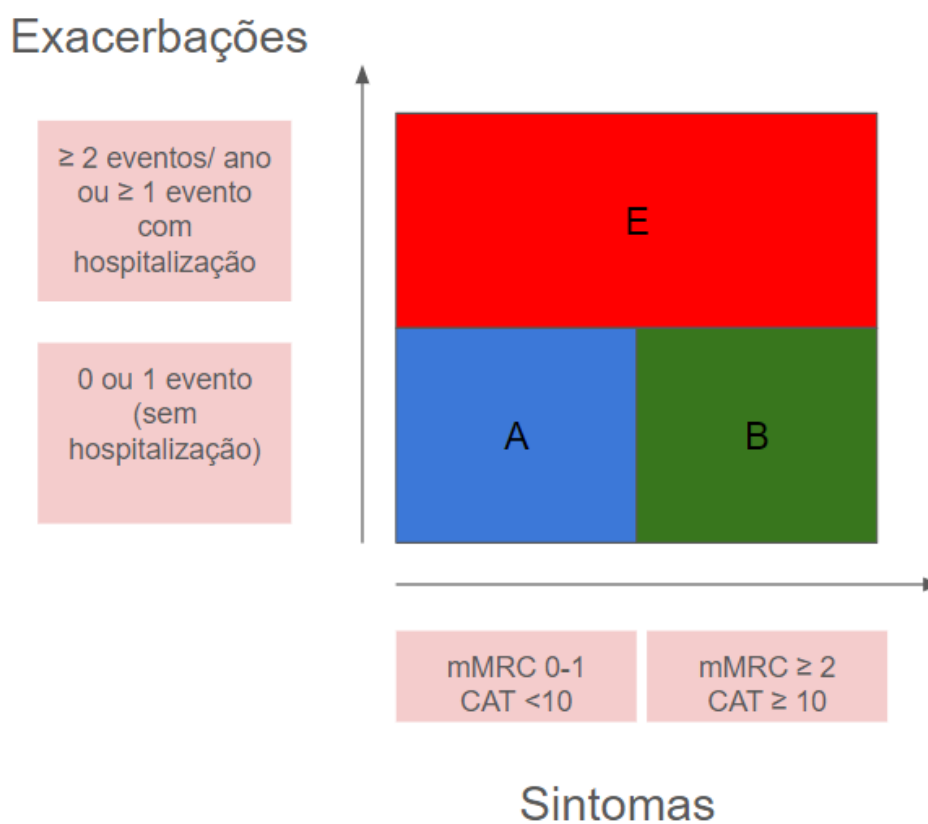 Exacerbações
≥ 2 eventos/ ano
ou ≥ 1 evento
com
hospitalização
E
0 ou 1 evento
(sem
hospitalização)
A
B
mMRC 0-1
CAT <10
mMRC ≥ 2
CAT ≥ 10
Sintomas